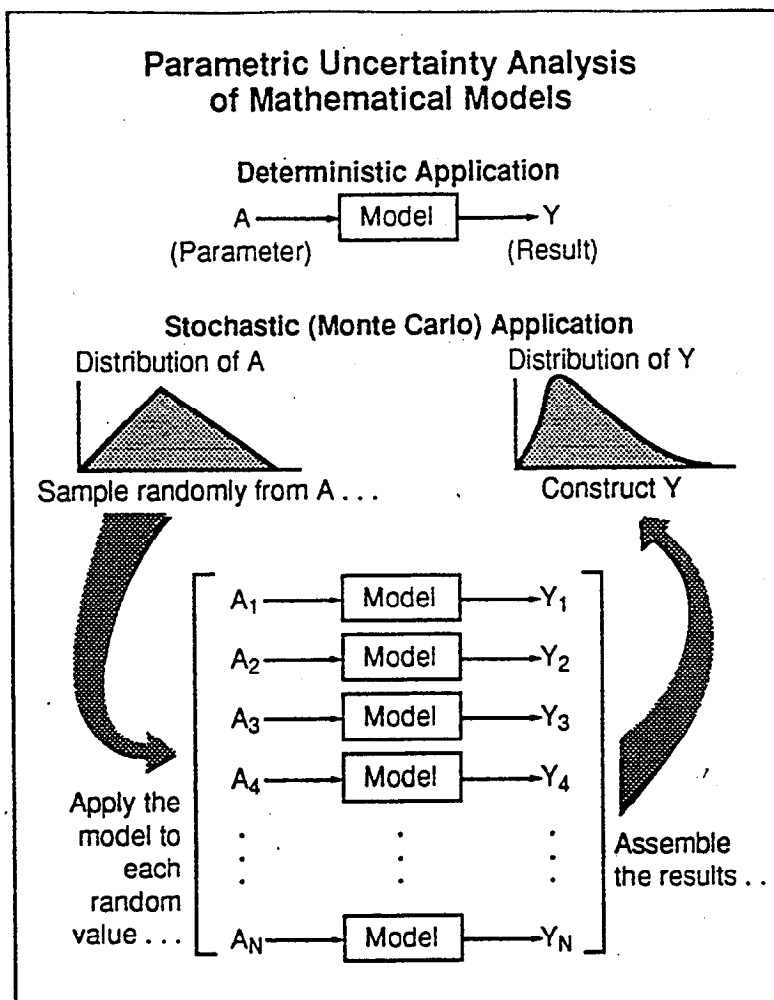 Parametric Uncertainty Analysis
of Mathematical Models
Deterministic Application
A Model Y
(Parameter) (Result)
Stochastic (Monte Carlo) Application
Distribution of A
Distribution of Y
Sample randomly from A . . .
Construct Y
A₁ Model Y₁
A₂ Model Y₂
A₃ Model Y₃
A₄ Model Y₄
. . .
. . .
. . .
A_N Model Y_N
Apply the
model to
each
random
value . . .
Assemble
the results . .